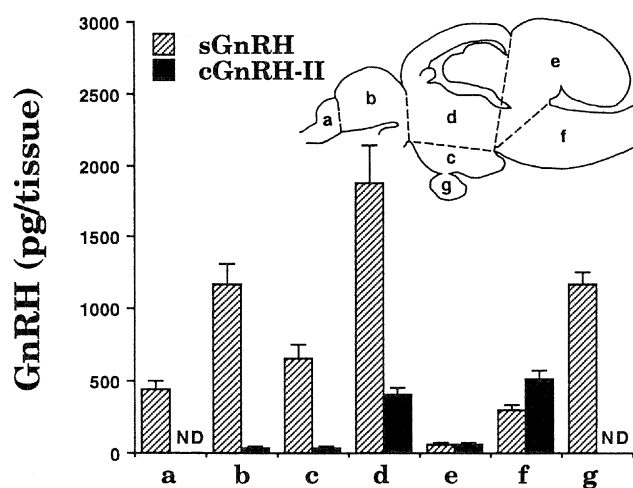 GnRH (pg/tissue)
3000
2500
2000
1500
1000
500
0
sGnRH
cGnRH-II
a
b
c
d
e
f
g
ND
ND
a b c d e f g